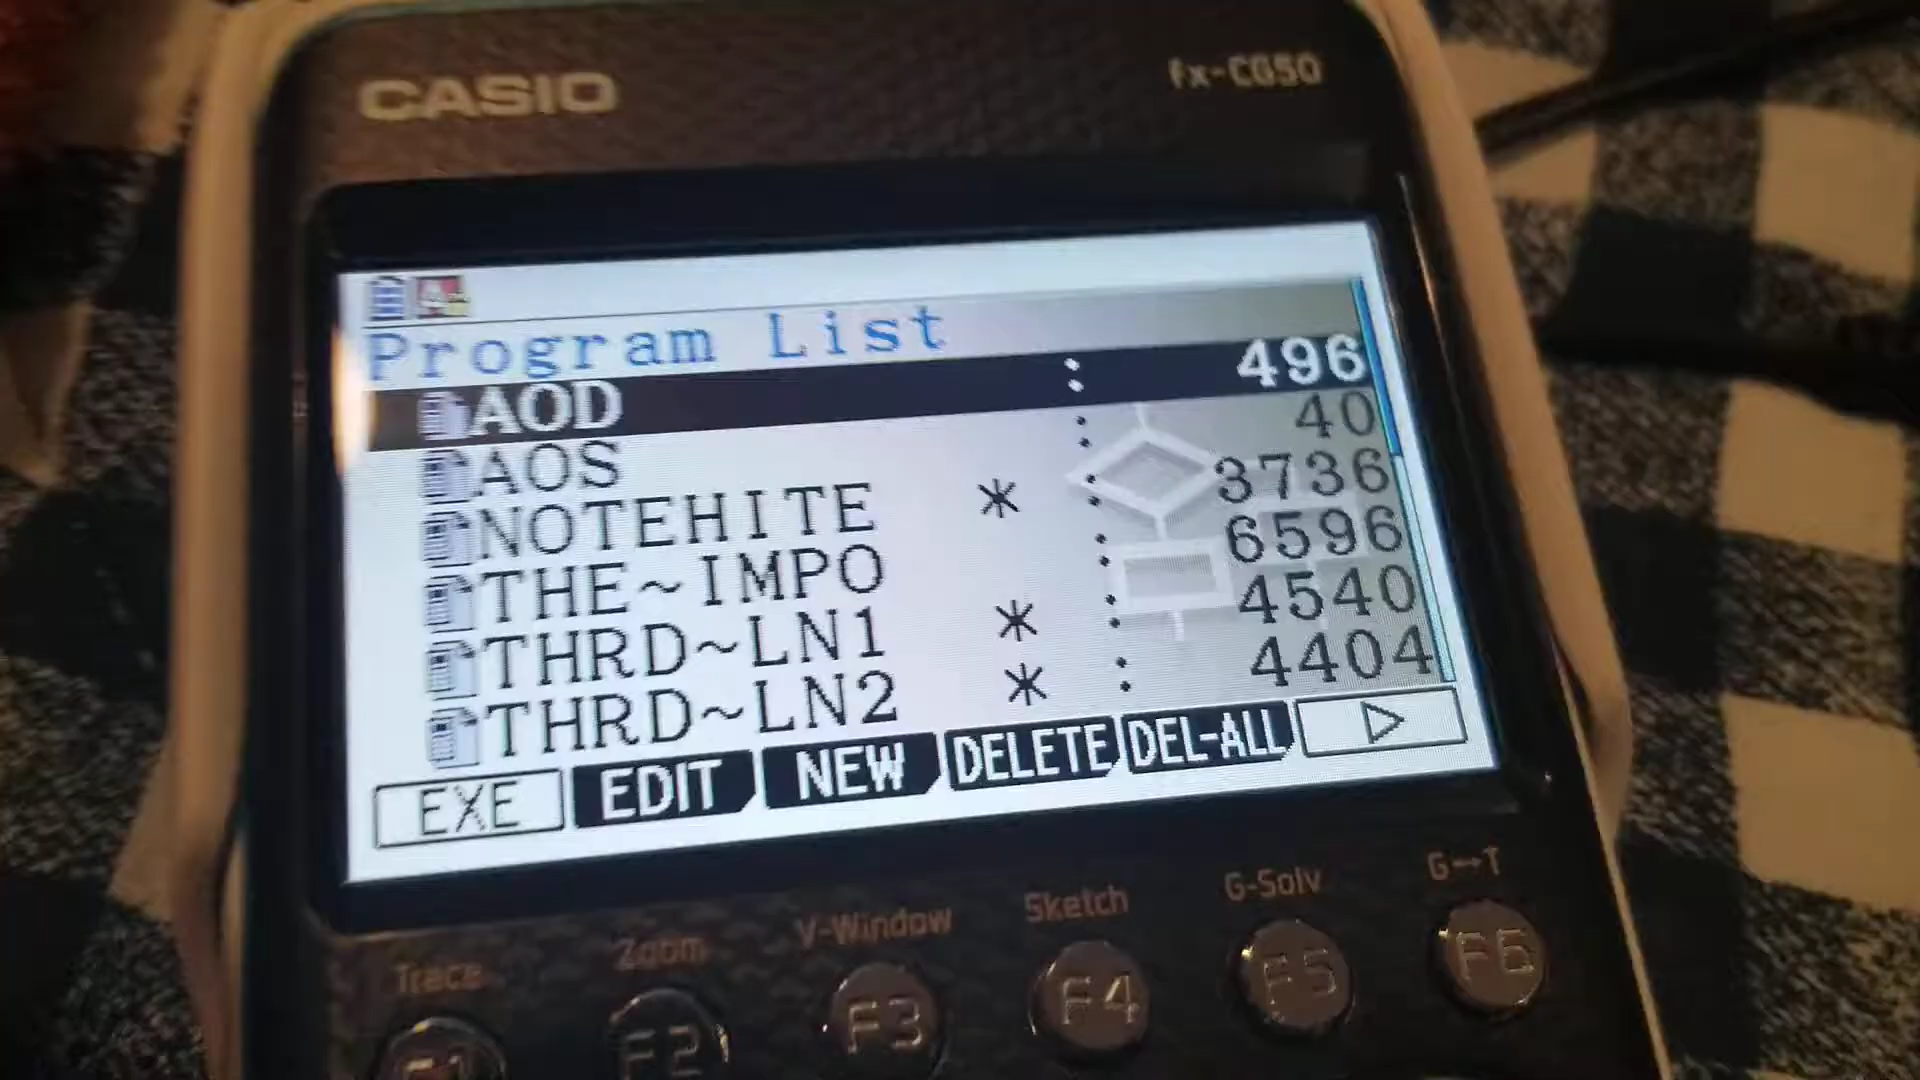 CASIO fx-CG50
Program List
AOD : 496
AOS : 40
NOTEHITE * : 3736
THE~IMPO : 6596
THRD~LN1 * : 4540
THRD~LN2 * : 4404
EXE EDIT NEW DELETE DEL-ALL ▷
Trace Zoom V-Window Sketch G-Solv G↔T
F1 F2 F3 F4 F5 F6